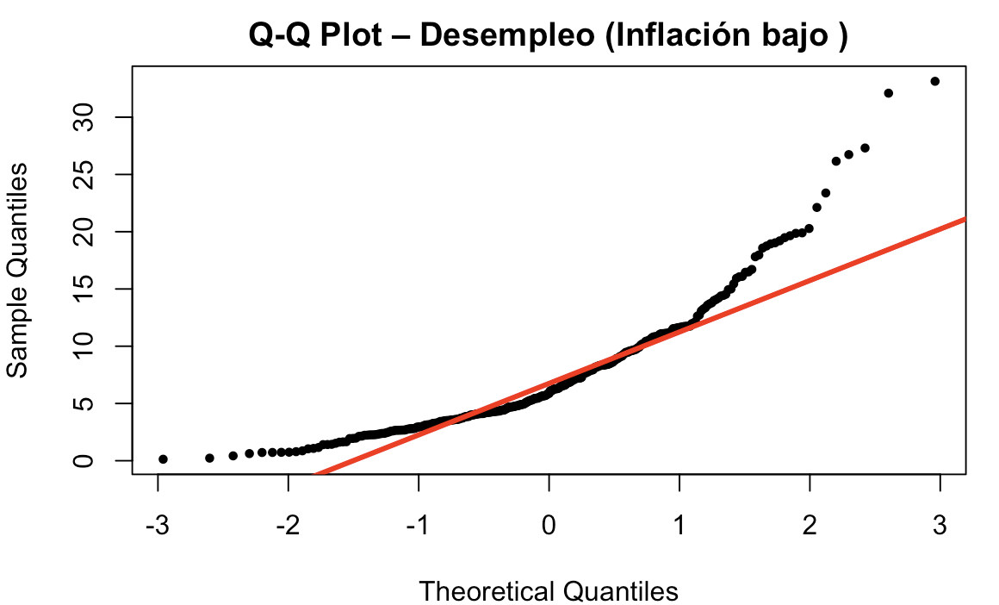 Q-Q Plot – Desempleo (Inflación bajo )
Sample Quantiles
30
25
20
15
10
5
0
-3 -2 -1 0 1 2 3
Theoretical Quantiles